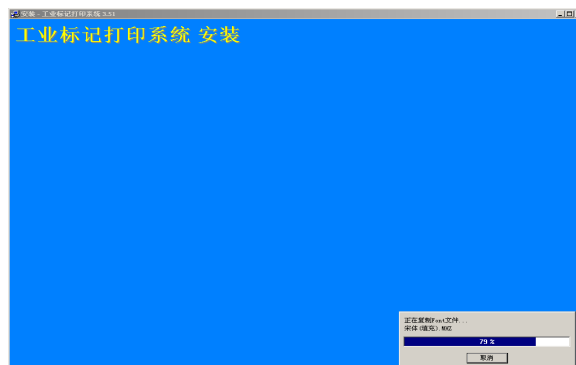 安装 - 工业标记打印系统 3.51
工业标记打印系统 安装
正在复制Font文件...
宋体(填充).MHZ
79 %
取消